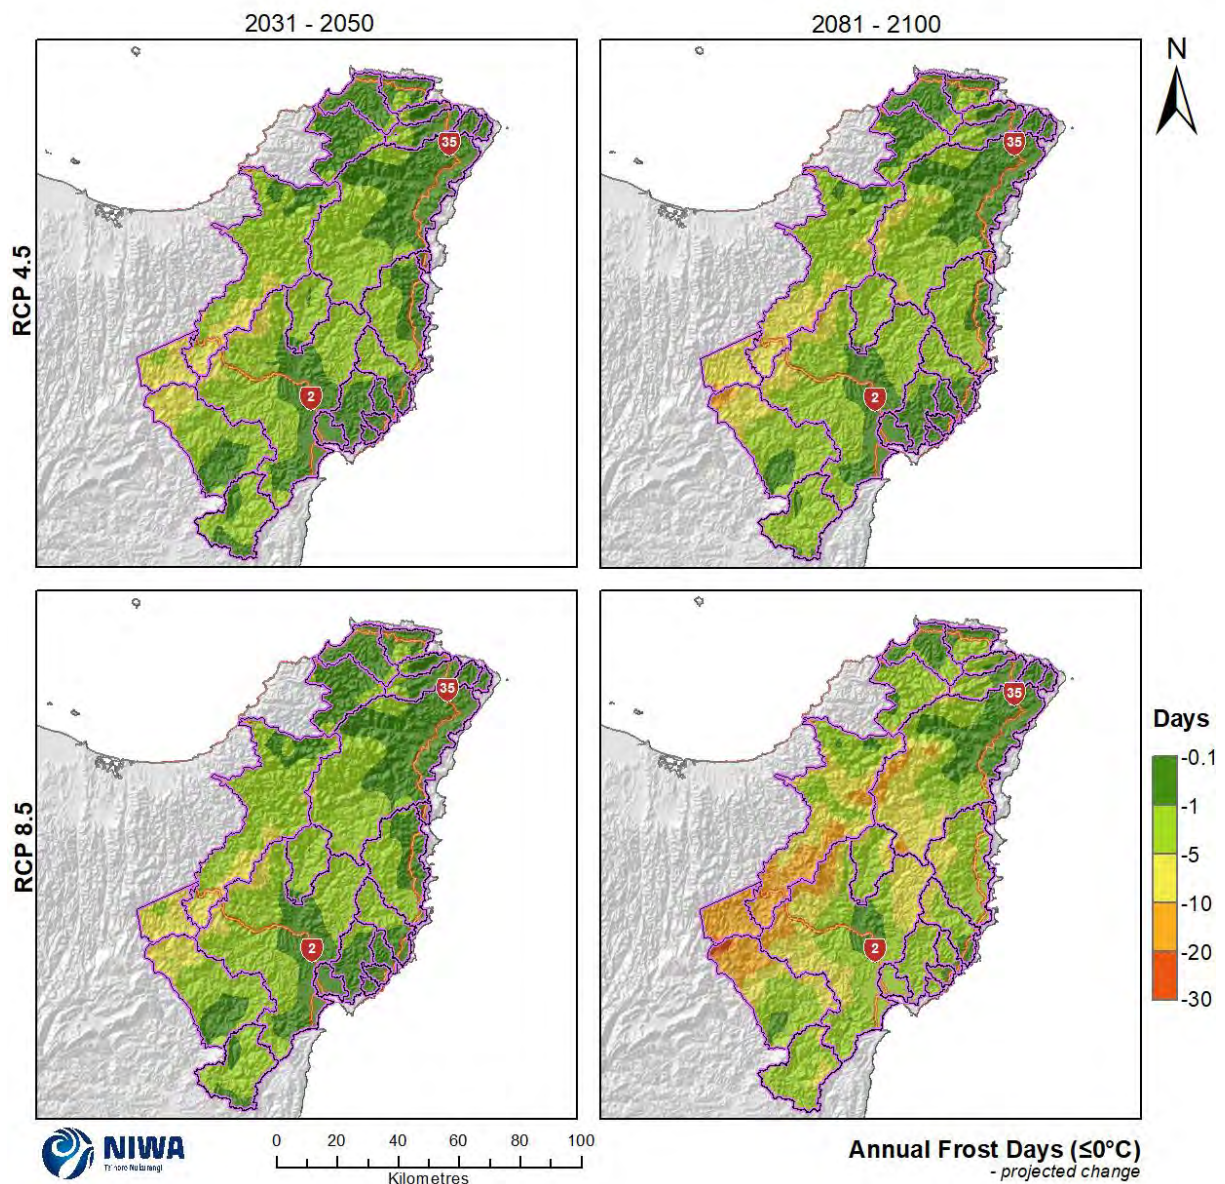 2031 - 2050
2081 - 2100
N
RCP 4.5
35
2
35
2
RCP 8.5
35
2
35
2
Days
-0.1
-1
-5
-10
-20
-30
NIWA
Taihoro Nukurangi
0 20 40 60 80 100
Kilometres
Annual Frost Days (≤0°C)
- projected change